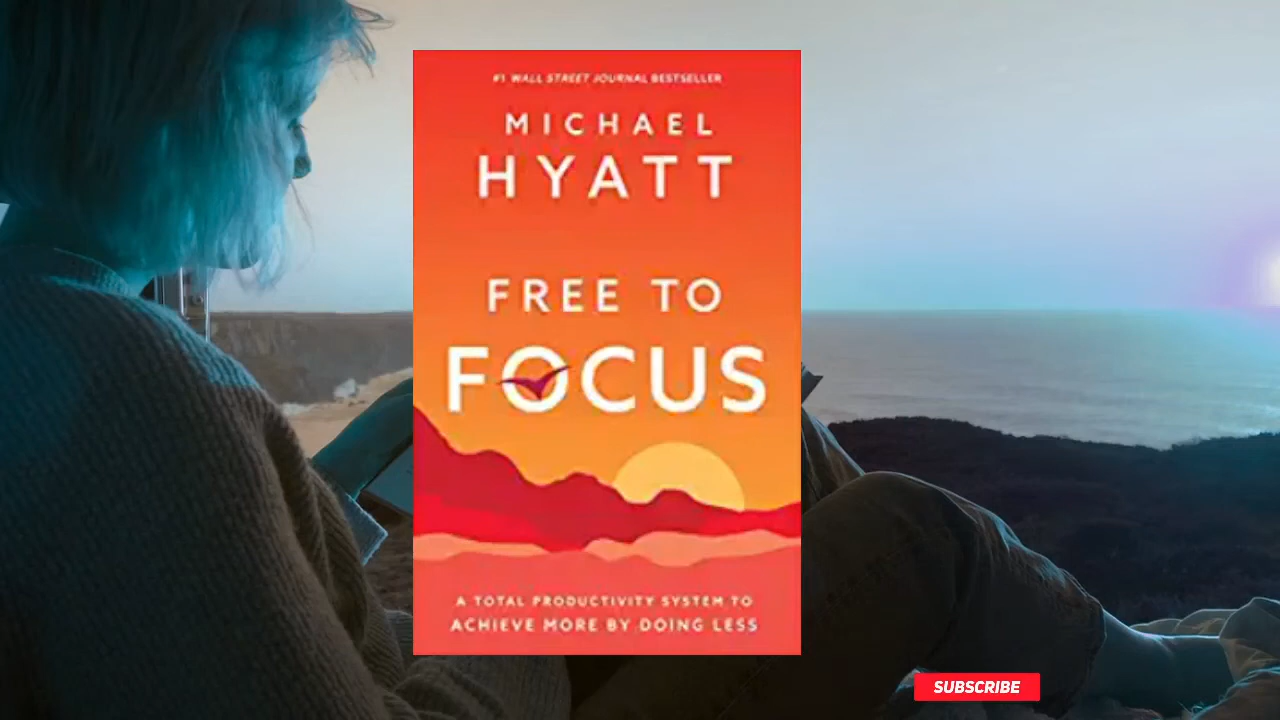 #1 WALL STREET JOURNAL BESTSELLER
MICHAEL
HYATT
FREE TO
FOCUS
A TOTAL PRODUCTIVITY SYSTEM TO
ACHIEVE MORE BY DOING LESS
SUBSCRIBE